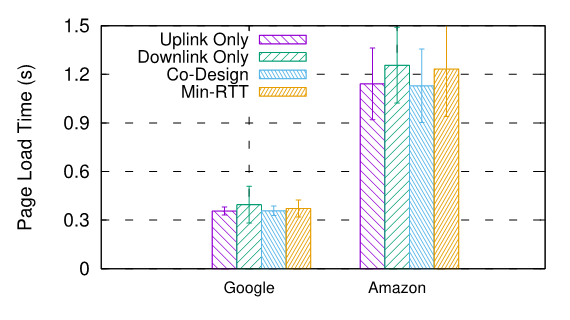 Page Load Time (s)
1.5
1.2
0.9
0.6
0.3
0
Uplink Only
Downlink Only
Co-Design
Min-RTT
Google
Amazon